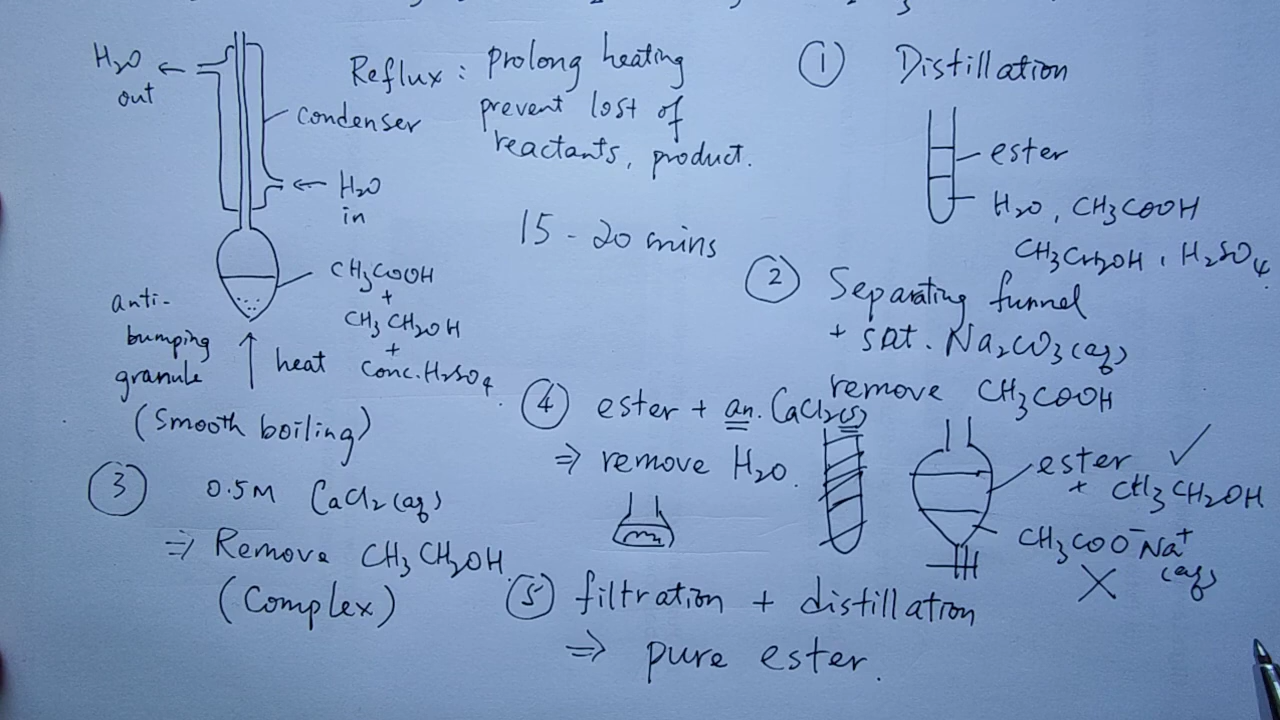 H₂O
out
condenser
H₂O
in
Reflux : prolong heating
prevent lost of
reactants, product.
15 - 20 mins
CH₃COOH
+
CH₃CH₂OH
+
Conc. H₂SO₄
anti-
bumping
granule
heat
(smooth boiling)
① Distillation
ester
H₂O, CH₃COOH
CH₃CH₂OH, H₂SO₄
② Separating funnel
+ sat. Na₂CO₃(aq)
remove CH₃COOH
ester ✓
+ CH₃CH₂OH
CH₃COO⁻Na⁺
(aq)
X
③ 0.5M CaCl₂(aq)
⇒ Remove CH₃CH₂OH.
(Complex)
④ ester + an. CaCl₂(s)
⇒ remove H₂O.
⑤ filtration + distillation
⇒ pure ester.